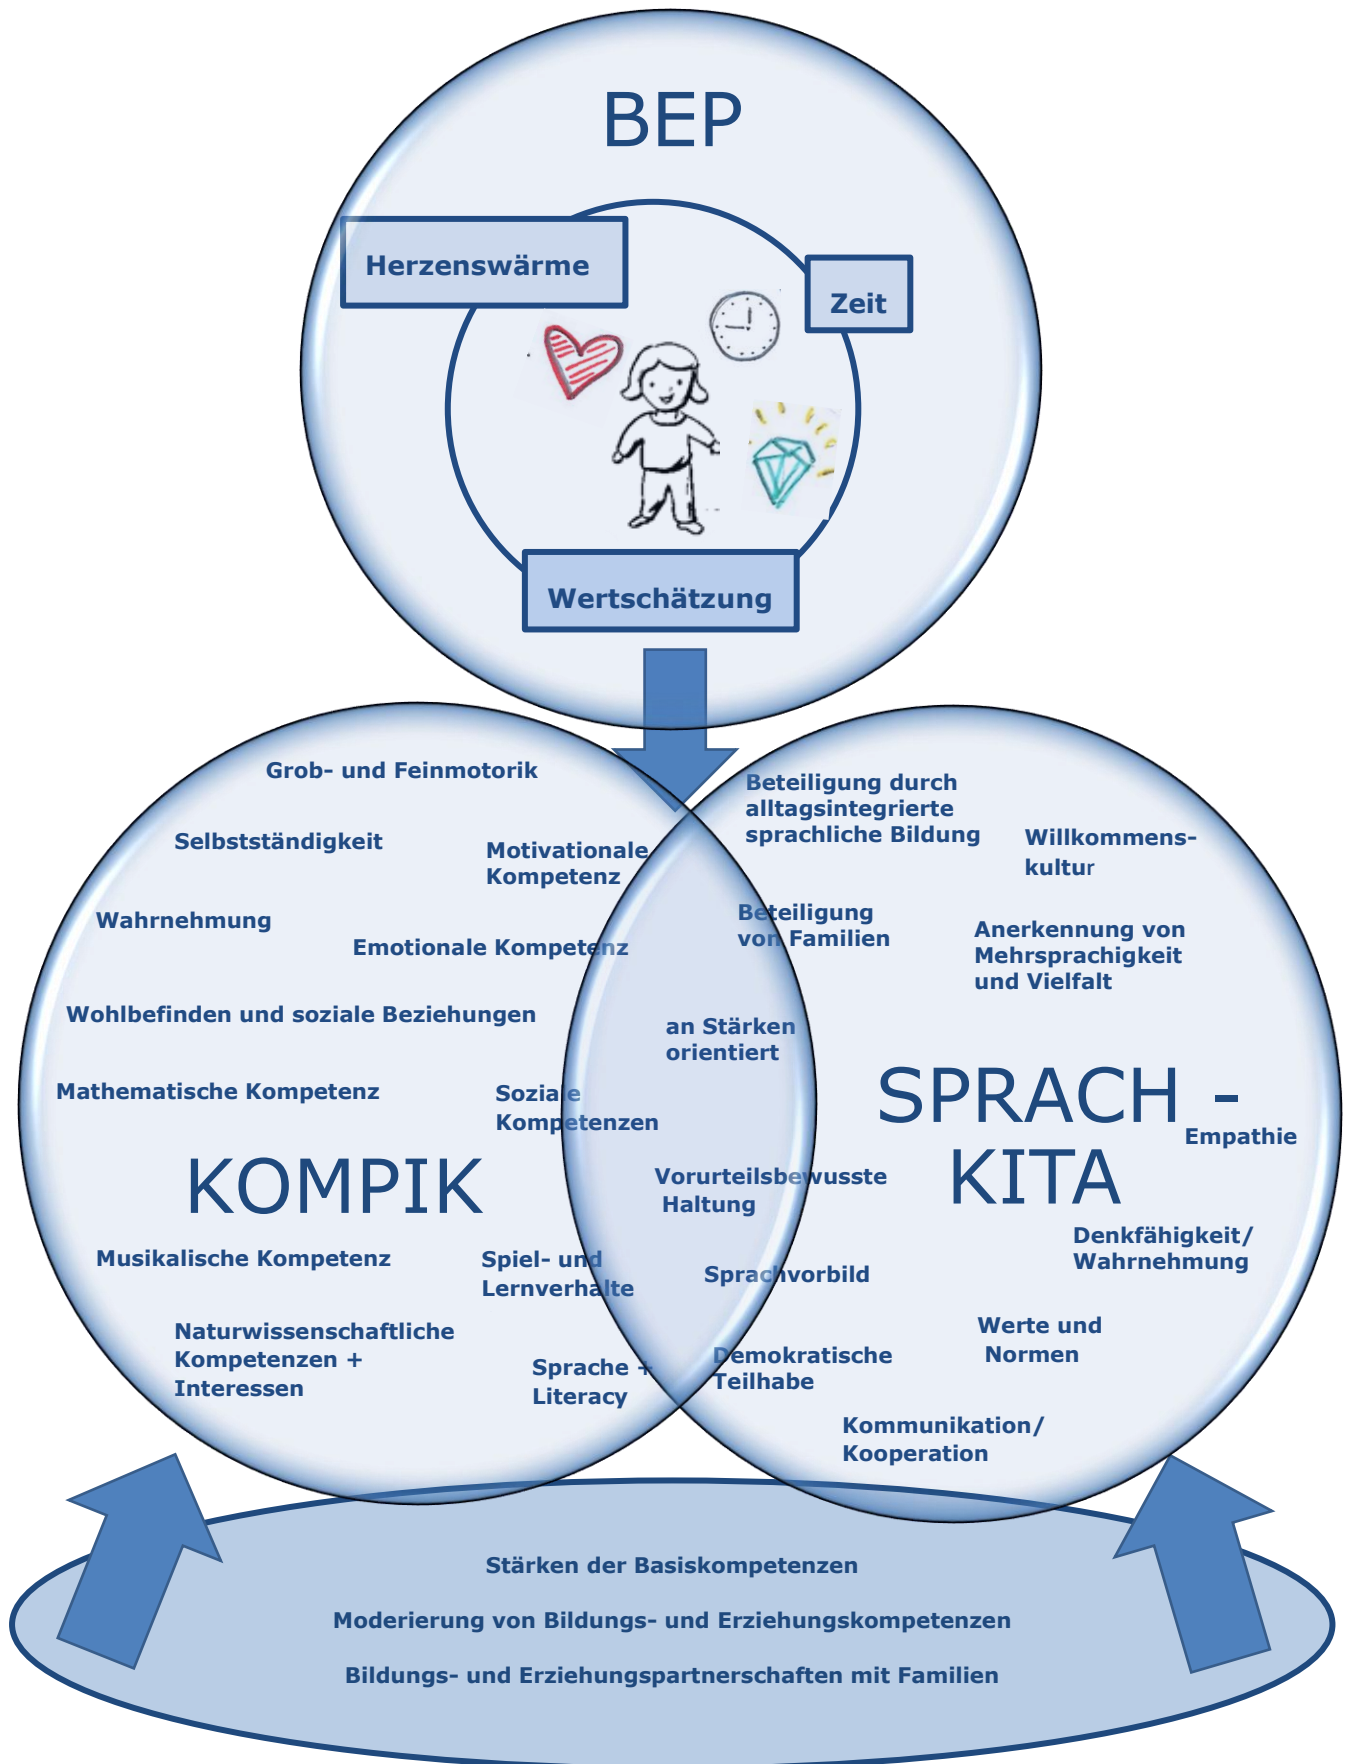 BEP
Herzenswärme
Zeit
Wertschätzung
Grob- und Feinmotorik
Selbstständigkeit
Motivationale
Kompetenz
Wahrnehmung
Emotionale Kompetenz
Wohlbefinden und soziale Beziehungen
Mathematische Kompetenz
Soziale
Kompetenzen
KOMPIK
Musikalische Kompetenz
Spiel- und
Lernverhalte
Naturwissenschaftliche
Kompetenzen +
Interessen
Sprache +
Literacy
an Stärken
orientiert
Vorurteilsbewusste
Haltung
Sprachvorbild
Demokratische
Teilhabe
Beteiligung durch
alltagsintegrierte
sprachliche Bildung
Willkommens-
kultur
Beteiligung
von Familien
Anerkennung von
Mehrsprachigkeit
und Vielfalt
SPRACH -
KITA
Empathie
Denkfähigkeit/
Wahrnehmung
Werte und
Normen
Kommunikation/
Kooperation
Stärken der Basiskompetenzen
Moderierung von Bildungs- und Erziehungskompetenzen
Bildungs- und Erziehungspartnerschaften mit Familien